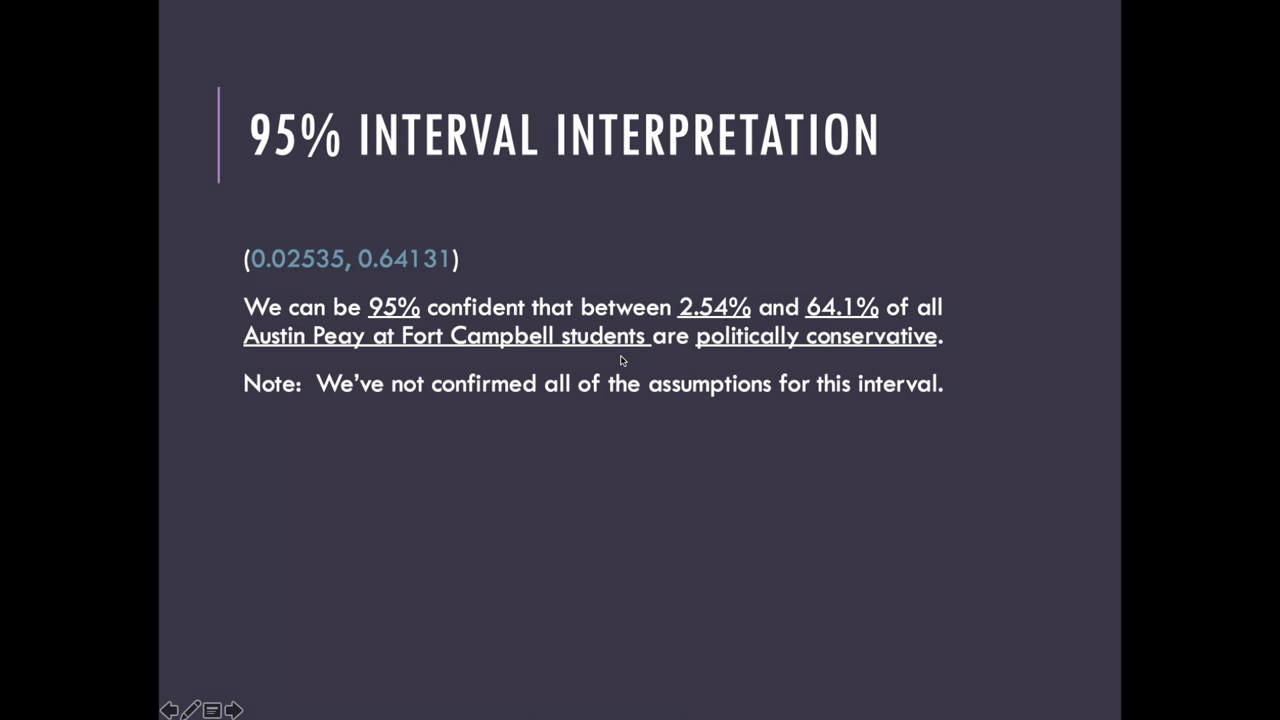 95% INTERVAL INTERPRETATION
(0.02535, 0.64131)
We can be 95% confident that between 2.54% and 64.1% of all
Austin Peay at Fort Campbell students are politically conservative.
Note: We've not confirmed all of the assumptions for this interval.